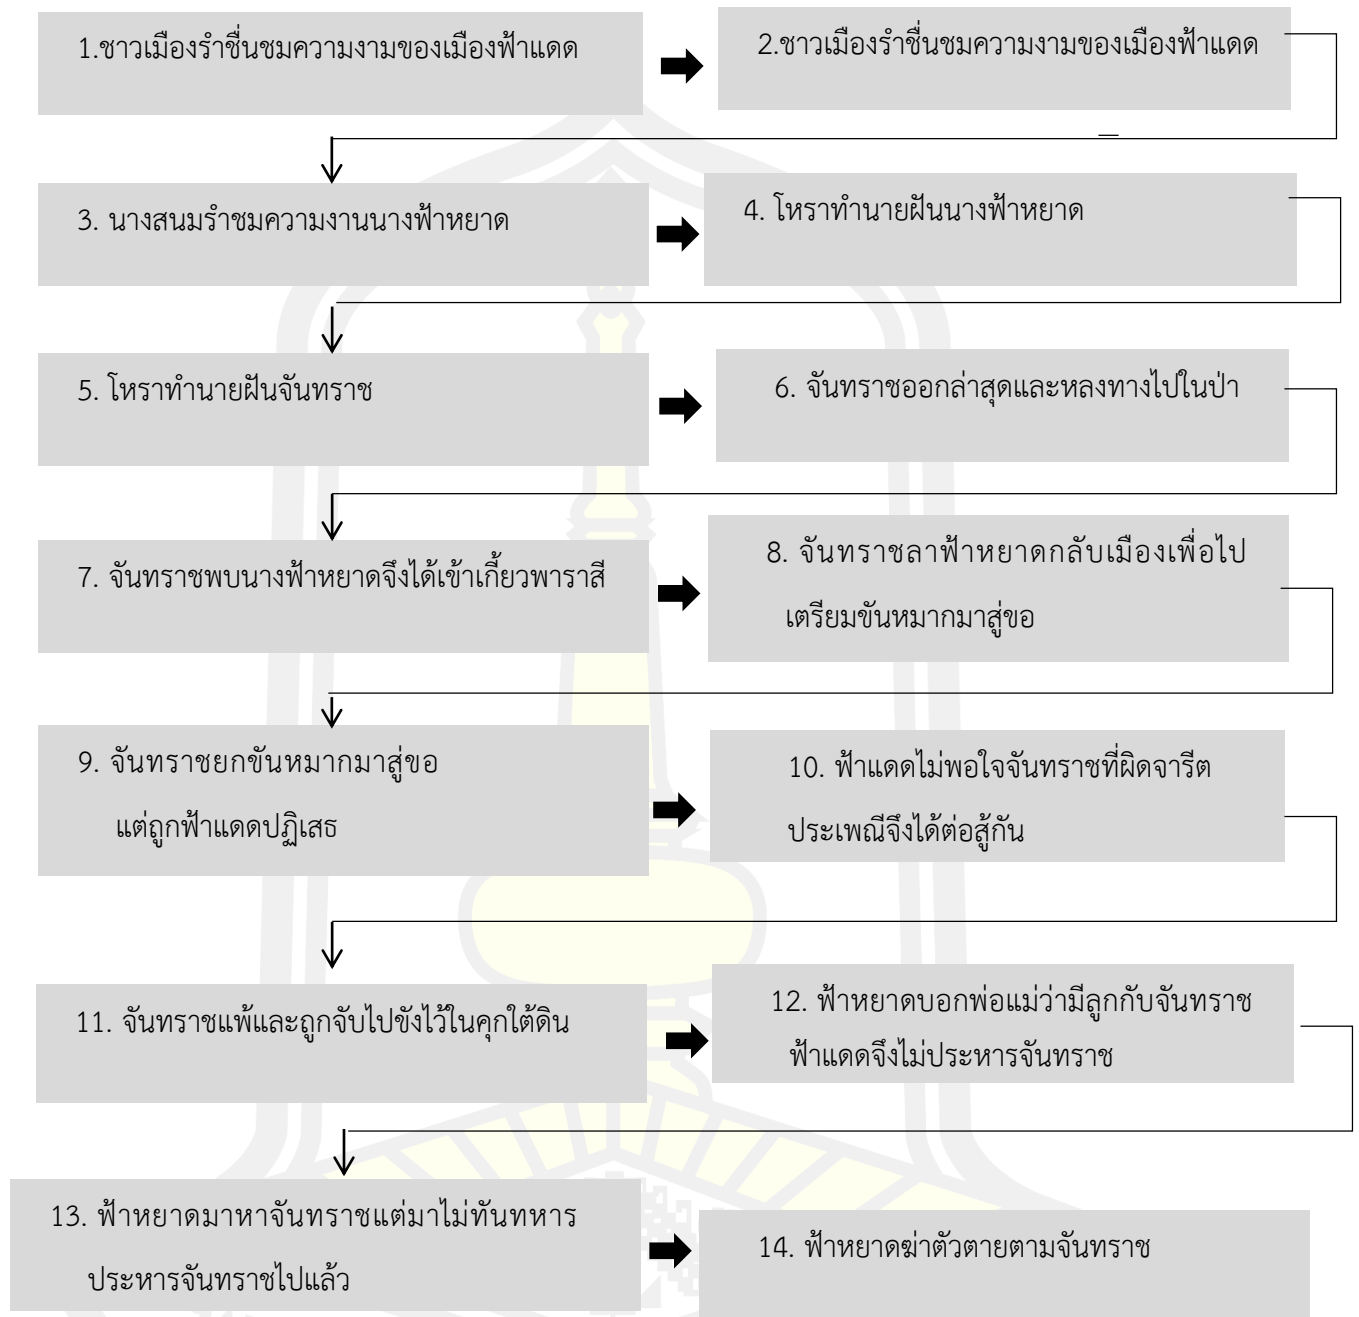 1.ชาวเมืองรำชื่นชมความงามของเมืองฟ้าแดด
2.ชาวเมืองรำชื่นชมความงามของเมืองฟ้าแดด
3. นางสนมรำชมความงานนางฟ้าหยาด
4. โหราทำนายฝันนางฟ้าหยาด
5. โหราทำนายฝันจันทราช
6. จันทราชออกล่าสุดและหลงทางไปในป่า
7. จันทราชพบนางฟ้าหยาดจึงได้เข้าเกี้ยวพาราสี
8. จันทราชลาฟ้าหยาดกลับเมืองเพื่อไป
เตรียมขันหมากมาสู่ขอ
9. จันทราชยกขันหมากมาสู่ขอ
แต่ถูกฟ้าแดดปฏิเสธ
10. ฟ้าแดดไม่พอใจจันทราชที่ผิดจารีต
ประเพณีจึงได้ต่อสู้กัน
11. จันทราชแพ้และถูกจับไปขังไว้ในคุกใต้ดิน
12. ฟ้าหยาดบอกพ่อแม่ว่ามีลูกกับจันทราช
ฟ้าแดดจึงไม่ประหารจันทราช
13. ฟ้าหยาดมาหาจันทราชแต่มาไม่ทันทหาร
ประหารจันทราชไปแล้ว
14. ฟ้าหยาดฆ่าตัวตายตามจันทราช